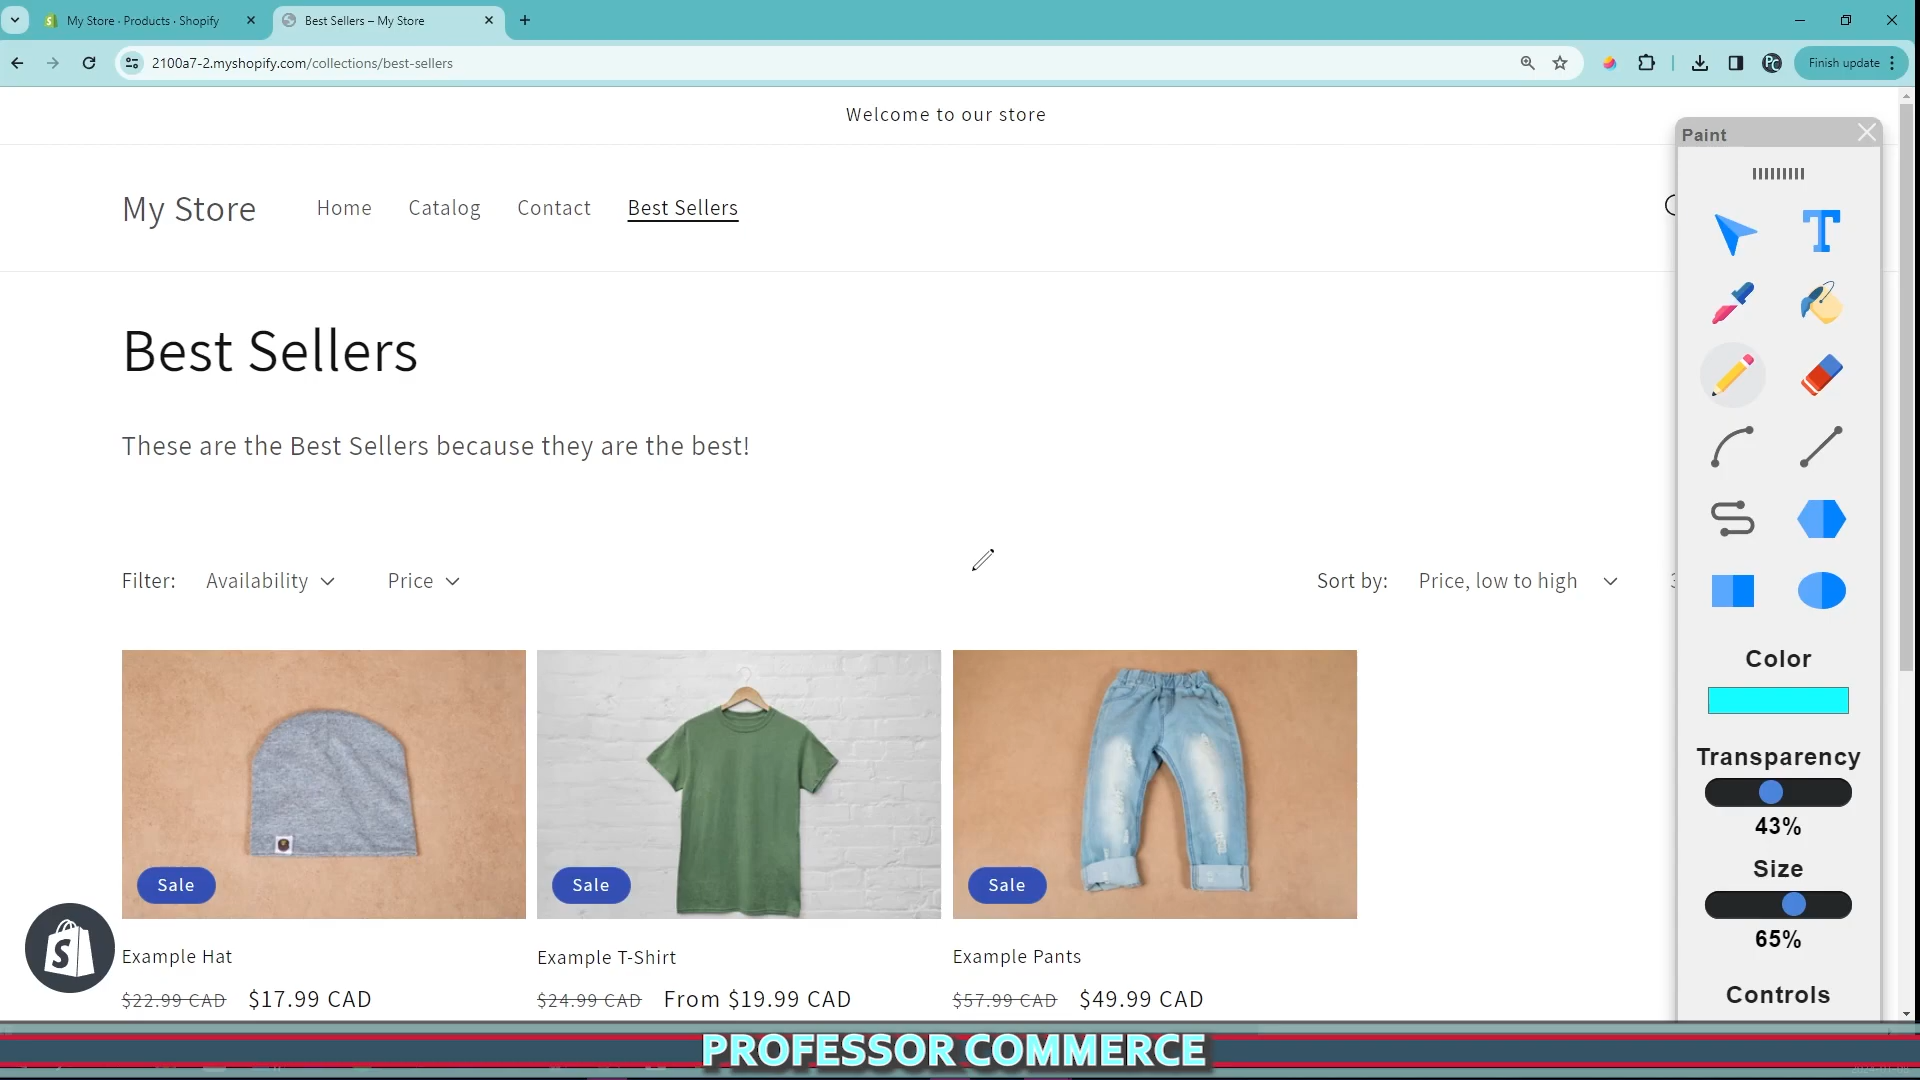 My Store · Products · Shopify
Best Sellers – My Store
2100a7-2.myshopify.com/collections/best-sellers
Finish update
Welcome to our store
Paint
My Store
Home
Catalog
Contact
Best Sellers
Best Sellers
These are the Best Sellers because they are the best!
Filter:
Availability
Price
Sort by:
Price, low to high
Color
Transparency
43%
Size
65%
Controls
Sale
Sale
Sale
Example Hat
Example T-Shirt
Example Pants
$22.99 CAD $17.99 CAD
$24.99 CAD From $19.99 CAD
$57.99 CAD $49.99 CAD
PROFESSOR COMMERCE